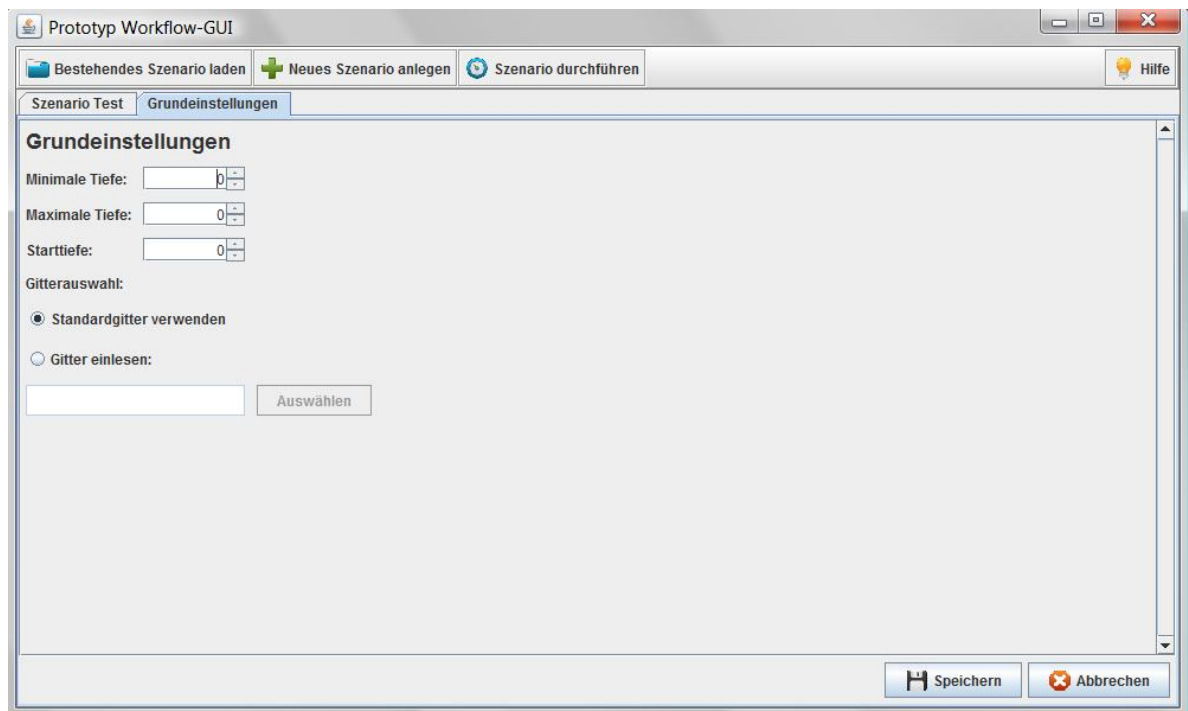 Prototyp Workflow-GUI
Bestehendes Szenario laden Neues Szenario anlegen Szenario durchführen Hilfe
Szenario Test Grundeinstellungen
Grundeinstellungen
Minimale Tiefe: 0
Maximale Tiefe: 0
Starttiefe: 0
Gitterauswahl:
Standardgitter verwenden
Gitter einlesen:
Auswählen
Speichern Abbrechen